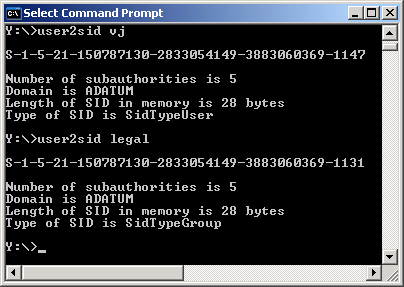 Select Command Prompt
Y:\>user2sid vj
S-1-5-21-150787130-2833054149-3883060369-1147
Number of subauthorities is 5
Domain is ADATUM
Length of SID in memory is 28 bytes
Type of SID is SidTypeUser
Y:\>user2sid legal
S-1-5-21-150787130-2833054149-3883060369-1131
Number of subauthorities is 5
Domain is ADATUM
Length of SID in memory is 28 bytes
Type of SID is SidTypeGroup
Y:\>_